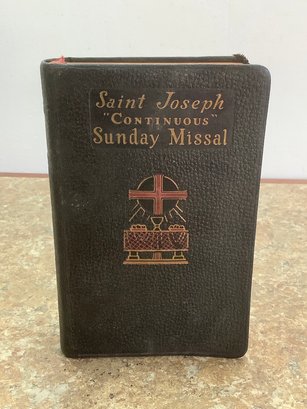 Saint Joseph
"CONTINUOUS"
Sunday Missal